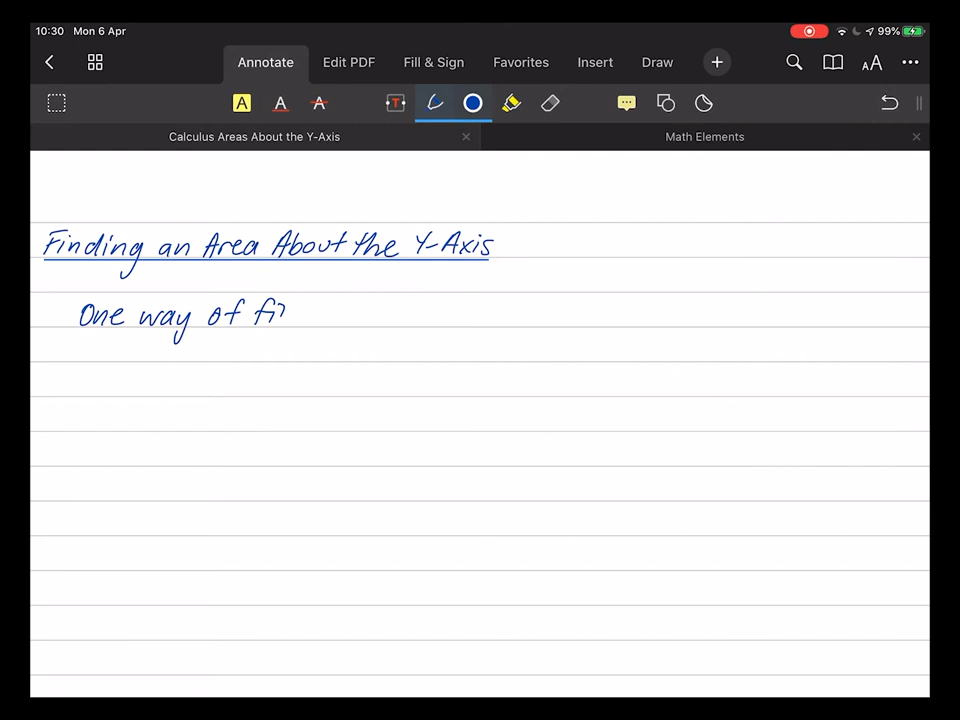 10:30 Mon 6 Apr 99%
Annotate Edit PDF Fill & Sign Favorites Insert Draw
Calculus Areas About the Y-Axis Math Elements
Finding an Area About the Y-Axis
One way of fin